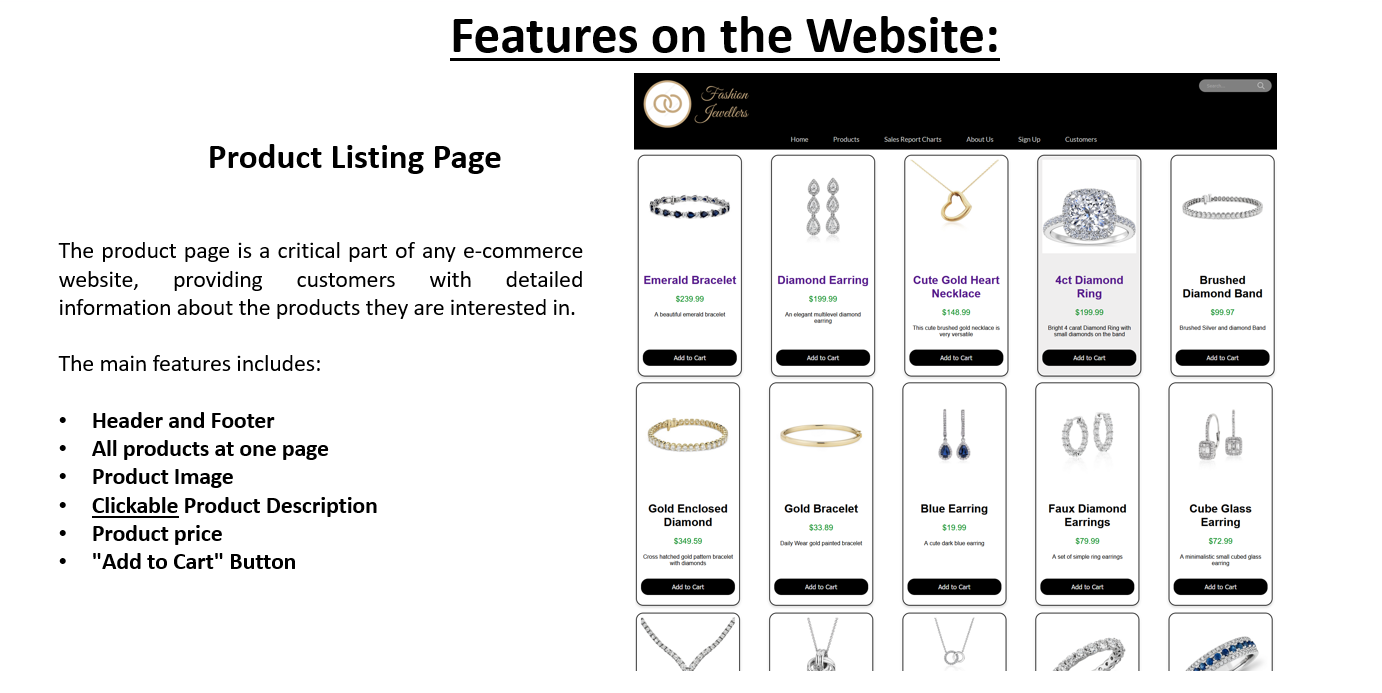 Features on the Website:
Product Listing Page
The product page is a critical part of any e-commerce
website, providing customers with detailed
information about the products they are interested in.
The main features includes:
• Header and Footer
• All products at one page
• Product Image
• Clickable Product Description
• Product price
• "Add to Cart" Button
Fashion
Jewellers
Search...
Home Products Sales Report Charts About Us Sign Up Customers
Emerald Bracelet
$239.99
A beautiful emerald bracelet
Add to Cart
Diamond Earring
$199.99
An elegant multilevel diamond
earring
Add to Cart
Cute Gold Heart
Necklace
$148.99
This cute brushed gold necklace is
very versatile
Add to Cart
4ct Diamond
Ring
$199.99
Bright 4 carat Diamond Ring with
small diamonds on the band
Add to Cart
Brushed
Diamond Band
$99.97
Brushed Silver and diamond Band
Add to Cart
Gold Enclosed
Diamond
$349.59
Cross hatched gold pattern bracelet
with diamonds
Add to Cart
Gold Bracelet
$33.89
Daily Wear gold painted bracelet
Add to Cart
Blue Earring
$19.99
A cute dark blue earring
Add to Cart
Faux Diamond
Earrings
$79.99
A set of simple ring earrings
Add to Cart
Cube Glass
Earring
$72.99
A minimalistic small cubed glass
earring
Add to Cart